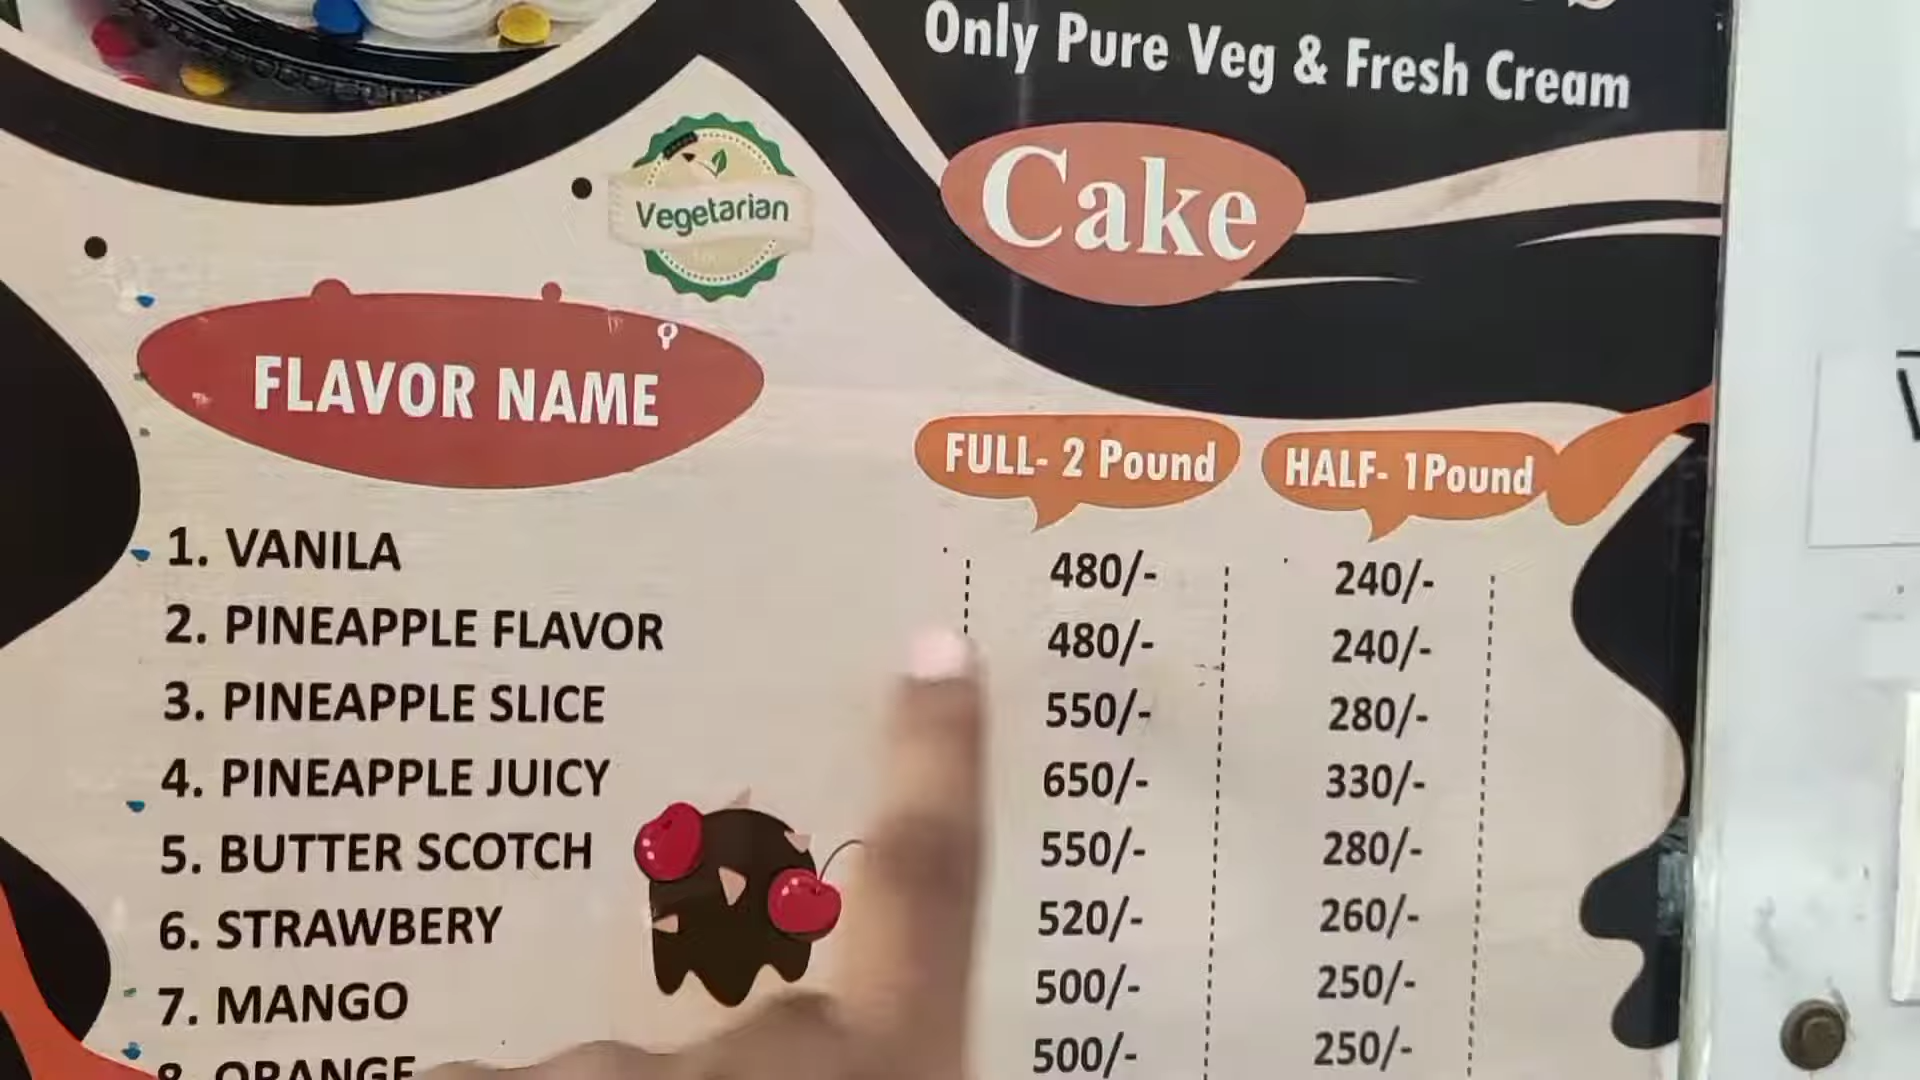 Only Pure Veg & Fresh Cream
Cake
Vegetarian
FLAVOR NAME
FULL- 2 Pound HALF- 1Pound
1. VANILA 480/- 240/-
2. PINEAPPLE FLAVOR 480/- 240/-
3. PINEAPPLE SLICE 550/- 280/-
4. PINEAPPLE JUICY 650/- 330/-
5. BUTTER SCOTCH 550/- 280/-
6. STRAWBERY 520/- 260/-
7. MANGO 500/- 250/-
8. ORANGE 500/- 250/-